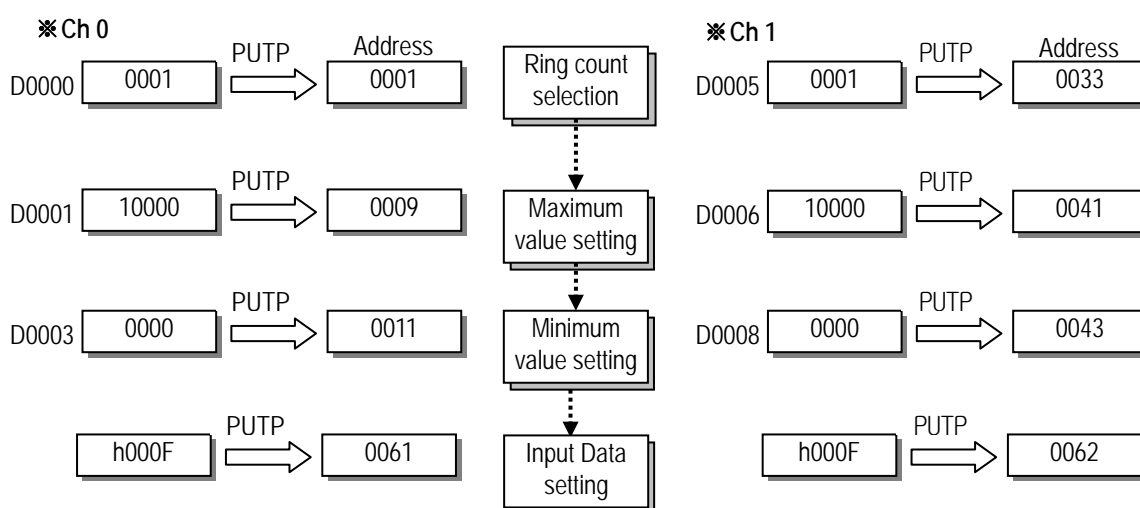 ※ Ch 0
PUTP
Address
D0000
0001
0001
Ring count
selection
※ Ch 1
PUTP
Address
D0005
0001
0033
PUTP
D0001
10000
0009
Maximum
value setting
PUTP
D0006
10000
0041
PUTP
D0003
0000
0011
Minimum
value setting
PUTP
D0008
0000
0043
PUTP
h000F
0061
Input Data
setting
PUTP
h000F
0062